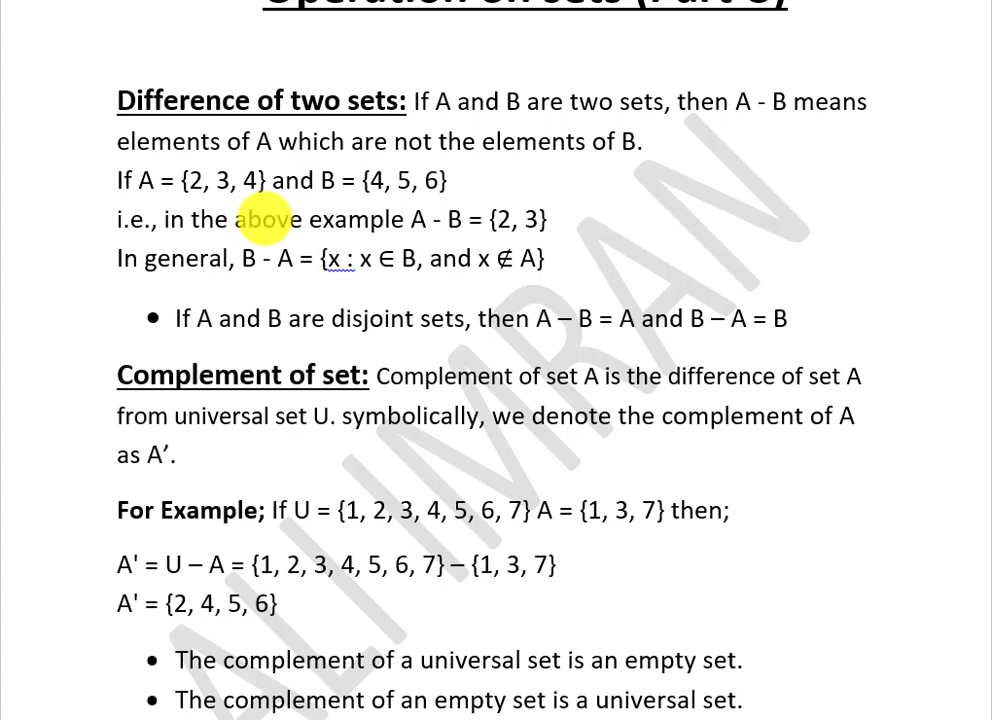 Operation on sets (Part 3)
Difference of two sets: If A and B are two sets, then A - B means
elements of A which are not the elements of B.
If A = {2, 3, 4} and B = {4, 5, 6}
i.e., in the above example A - B = {2, 3}
In general, B - A = {x : x ∈ B, and x ∉ A}
• If A and B are disjoint sets, then A – B = A and B – A = B
Complement of set: Complement of set A is the difference of set A
from universal set U. symbolically, we denote the complement of A
as A’.
For Example; If U = {1, 2, 3, 4, 5, 6, 7} A = {1, 3, 7} then;
A' = U – A = {1, 2, 3, 4, 5, 6, 7} – {1, 3, 7}
A' = {2, 4, 5, 6}
• The complement of a universal set is an empty set.
• The complement of an empty set is a universal set.
ALI IMRAN